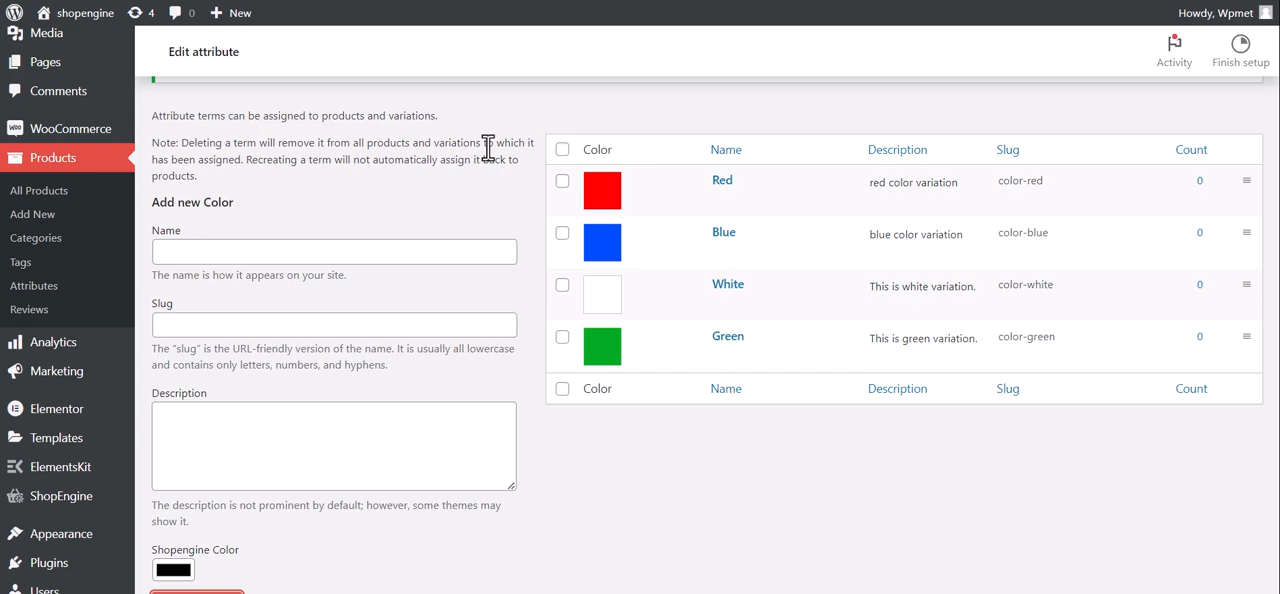 shopengine
4
0
New
Howdy, Wpmet
Media
Pages
Comments
WooCommerce
Products
All Products
Add New
Categories
Tags
Attributes
Reviews
Analytics
Marketing
Elementor
Templates
ElementsKit
ShopEngine
Appearance
Plugins
Users
Edit attribute
Activity
Finish setup
Attribute terms can be assigned to products and variations.
Note: Deleting a term will remove it from all products and variations to which it
has been assigned. Recreating a term will not automatically assign it back to
products.
Add new Color
Name
The name is how it appears on your site.
Slug
The “slug” is the URL-friendly version of the name. It is usually all lowercase
and contains only letters, numbers, and hyphens.
Description
The description is not prominent by default; however, some themes may
show it.
Shopengine Color
Color Name Description Slug Count
Red red color variation color-red 0
Blue blue color variation color-blue 0
White This is white variation. color-white 0
Green This is green variation. color-green 0
Color Name Description Slug Count